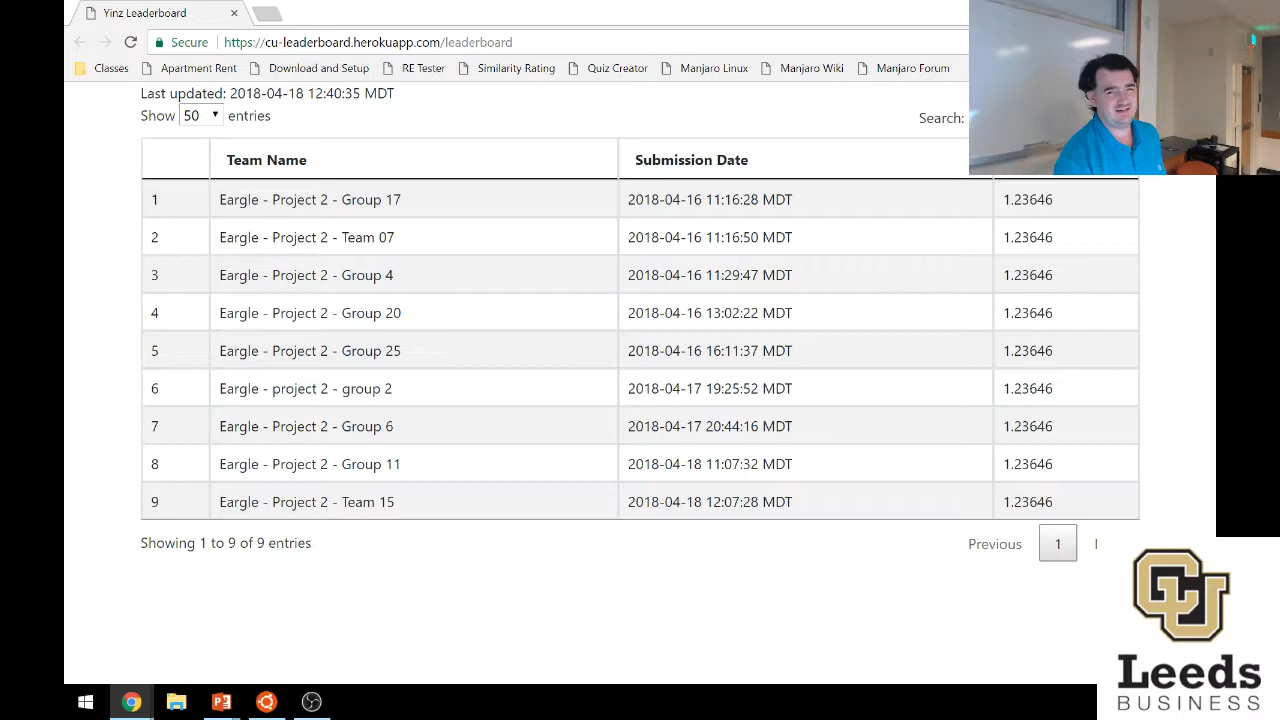 Yinz Leaderboard
Secure https://cu-leaderboard.herokuapp.com/leaderboard
Classes Apartment Rent Download and Setup RE Tester Similarity Rating Quiz Creator Manjaro Linux Manjaro Wiki Manjaro Forum
Last updated: 2018-04-18 12:40:35 MDT
Show 50 entries Search:
Team Name Submission Date
1 Eargle - Project 2 - Group 17 2018-04-16 11:16:28 MDT 1.23646
2 Eargle - Project 2 - Team 07 2018-04-16 11:16:50 MDT 1.23646
3 Eargle - Project 2 - Group 4 2018-04-16 11:29:47 MDT 1.23646
4 Eargle - Project 2 - Group 20 2018-04-16 13:02:22 MDT 1.23646
5 Eargle - Project 2 - Group 25 2018-04-16 16:11:37 MDT 1.23646
6 Eargle - project 2 - group 2 2018-04-17 19:25:52 MDT 1.23646
7 Eargle - Project 2 - Group 6 2018-04-17 20:44:16 MDT 1.23646
8 Eargle - Project 2 - Group 11 2018-04-18 11:07:32 MDT 1.23646
9 Eargle - Project 2 - Team 15 2018-04-18 12:07:28 MDT 1.23646
Showing 1 to 9 of 9 entries Previous 1
CU
Leeds
BUSINESS